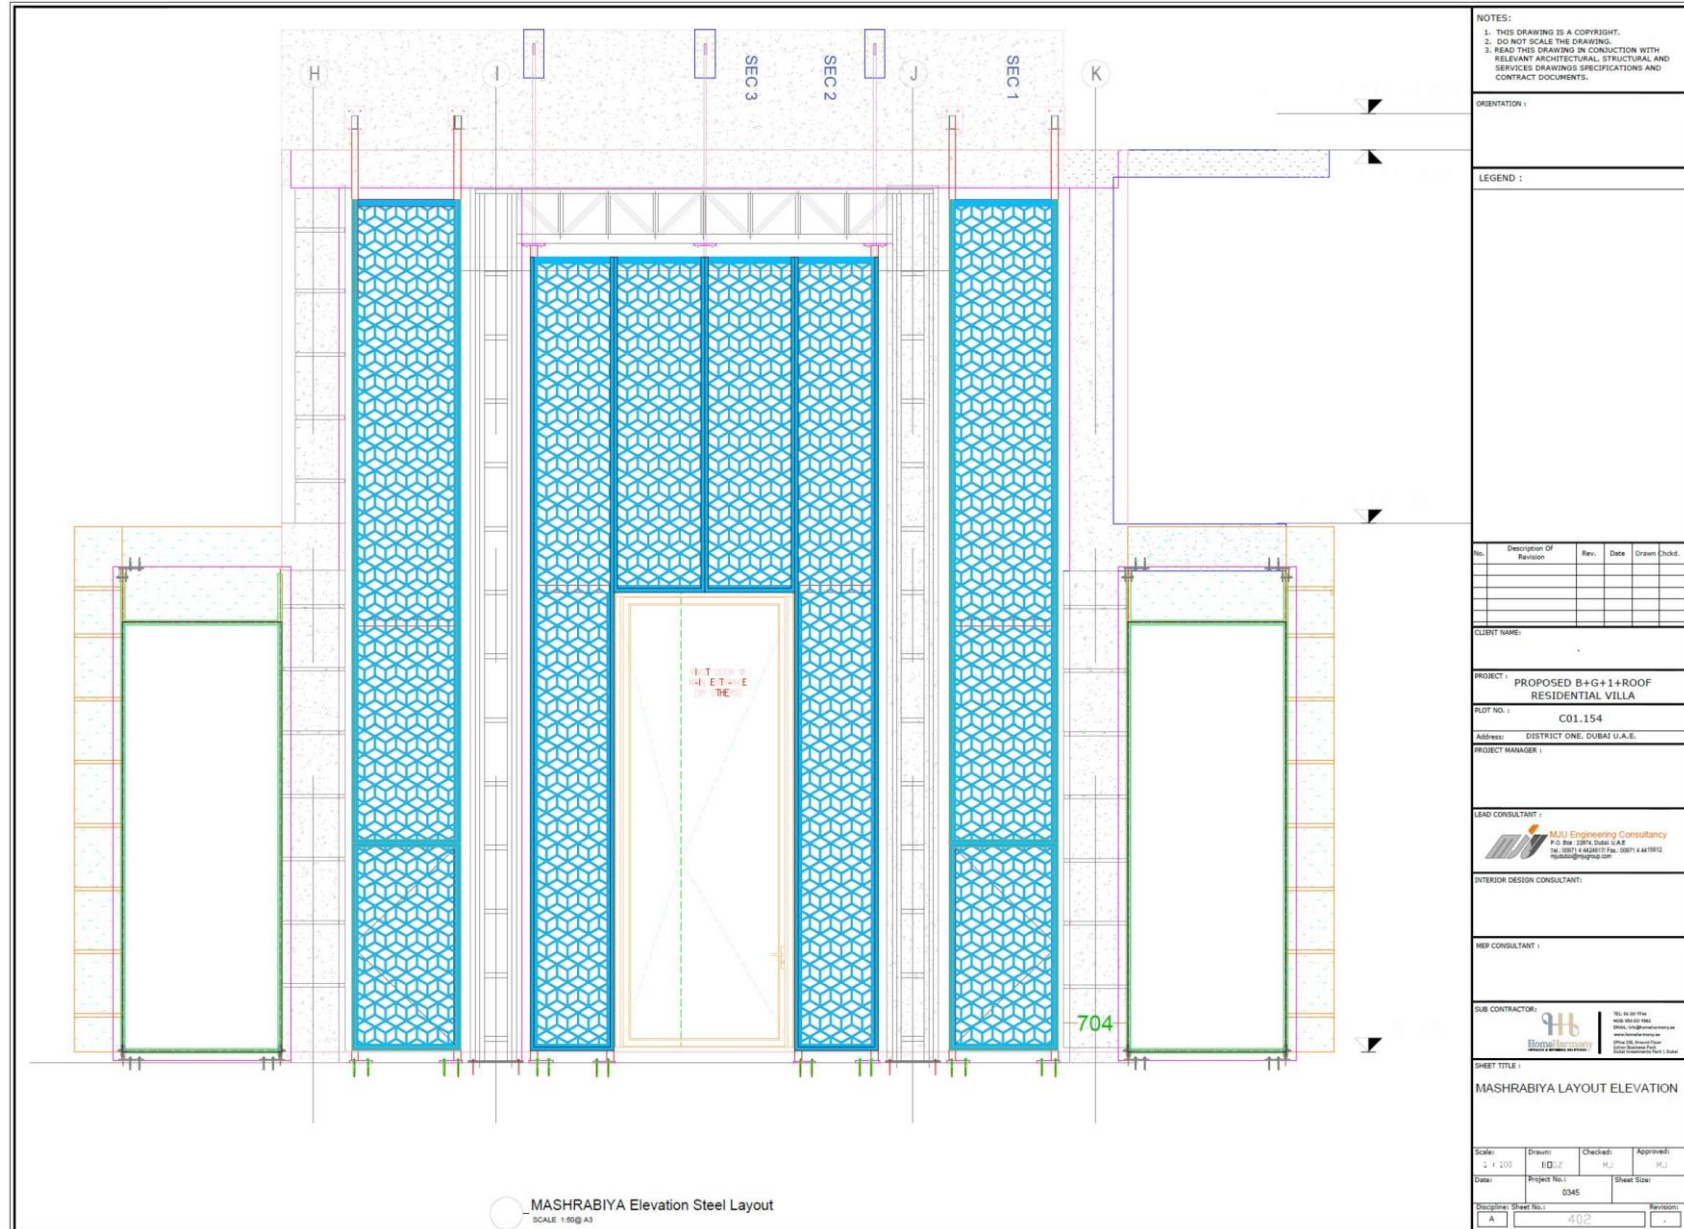 H
I
SEC 3
SEC 2
J
SEC 1
K
704
MASHRABIYA Elevation Steel Layout
SCALE 1:50@ A3
NOTES:
1. THIS DRAWING IS A COPYRIGHT.
2. DO NOT SCALE THE DRAWING.
3. READ THIS DRAWING IN CONJUCTION WITH
RELEVANT ARCHITECTURAL, STRUCTURAL AND
SERVICES DRAWINGS SPECIFICATIONS AND
CONTRACT DOCUMENTS.
ORIENTATION :
LEGEND :
No. Description Of Rev. Date Drawn Chckd.
Revision
CLIENT NAME:
.
PROJECT : PROPOSED B+G+1+ROOF
RESIDENTIAL VILLA
PLOT NO. :
C01.154
Address: DISTRICT ONE, DUBAI U.A.E.
PROJECT MANAGER :
LEAD CONSULTANT :
MJU Engineering Consultancy
INTERIOR DESIGN CONSULTANT:
MEP CONSULTANT :
SUB CONTRACTOR:
HomeHarmony
SHEET TITLE :
MASHRABIYA LAYOUT ELEVATION
Scale: Drawn: Checked: Approved:
1 : 100 MJ MJ
Date: Project No.: Sheet Size:
0345
Discipline: Sheet No.: Revision:
A 402 .